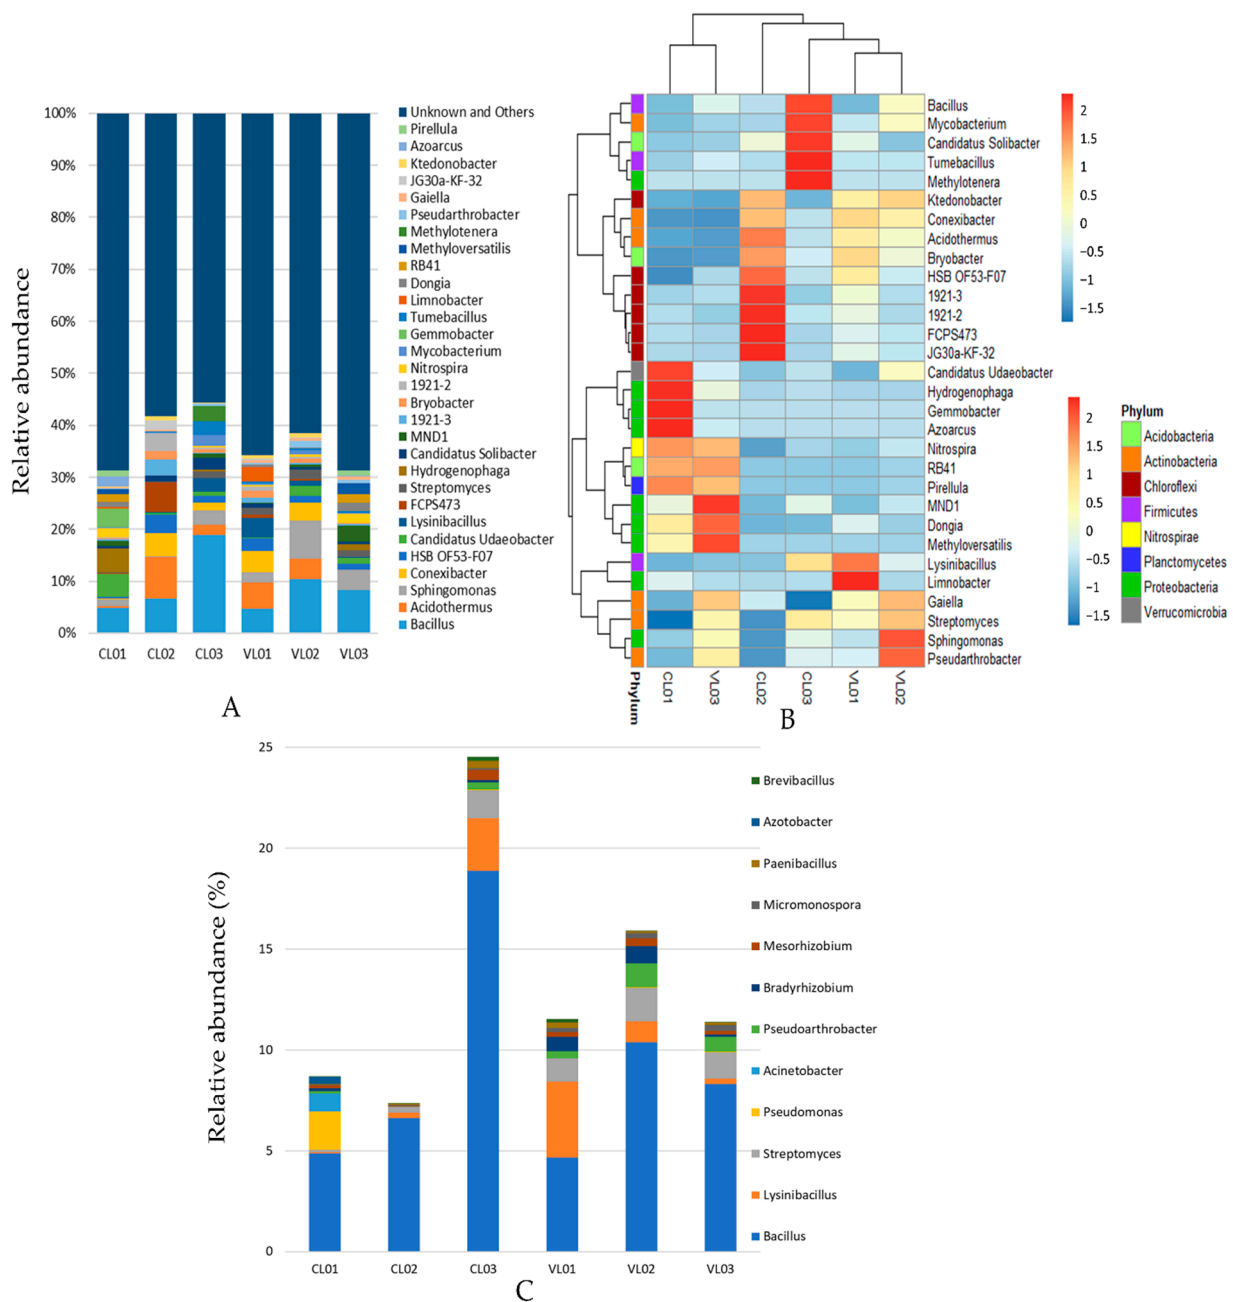 Relative abundance
100%
90%
80%
70%
60%
50%
40%
30%
20%
10%
0%
CL01
CL02
CL03
VL01
VL02
VL03
Unknown and Others
Pirellula
Azoarcus
Ktedonobacter
JG30a-KF-32
Gaiella
Pseudarthrobacter
Methylotenera
Methyloversatilis
RB41
Dongia
Limnobacter
Tumebacillus
Gemmobacter
Mycobacterium
Nitrospira
1921-2
Bryobacter
1921-3
MND1
Candidatus Solibacter
Hydrogenophaga
Streptomyces
FCPS473
Lysinibacillus
Candidatus Udaeobacter
HSB OF53-F07
Conexibacter
Sphingomonas
Acidothermus
Bacillus
A
Bacillus
Mycobacterium
Candidatus Solibacter
Tumebacillus
Methylotenera
Ktedonobacter
Conexibacter
Acidothermus
Bryobacter
HSB OF53-F07
1921-3
1921-2
FCPS473
JG30a-KF-32
Candidatus Udaeobacter
Hydrogenophaga
Gemmobacter
Azoarcus
Nitrospira
RB41
Pirellula
MND1
Dongia
Methyloversatilis
Lysinibacillus
Limnobacter
Gaiella
Streptomyces
Sphingomonas
Pseudarthrobacter
Phylum
CL01
VL03
CL02
CL03
VL01
VL02
2
1.5
1
0.5
0
−0.5
−1
−1.5
2
1.5
1
0.5
0
−0.5
−1
−1.5
Phylum
Acidobacteria
Actinobacteria
Chloroflexi
Firmicutes
Nitrospirae
Planctomycetes
Proteobacteria
Verrucomicrobia
B
Relative abundance (%)
25
20
15
10
5
0
CL01
CL02
CL03
VL01
VL02
VL03
Brevibacillus
Azotobacter
Paenibacillus
Micromonospora
Mesorhizobium
Bradyrhizobium
Pseudoarthrobacter
Acinetobacter
Pseudomonas
Streptomyces
Lysinibacillus
Bacillus
C